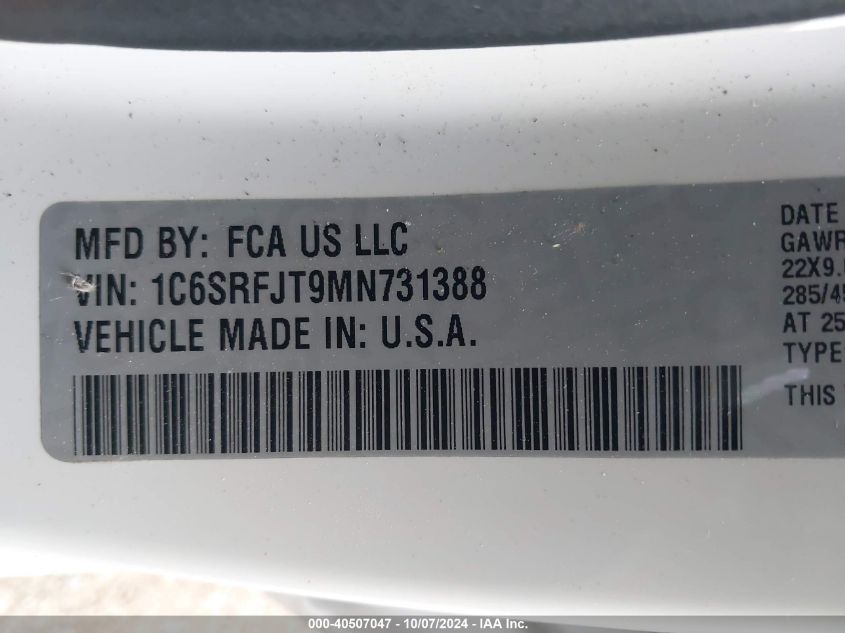 MFD BY: FCA US LLC
VIN: 1C6SRFJT9MN731388
VEHICLE MADE IN: U.S.A.
DATE
GAWR
22X9.
285/45
AT 25
TYPE
THIS
000-40507047 - 10/07/2024 - IAA Inc.